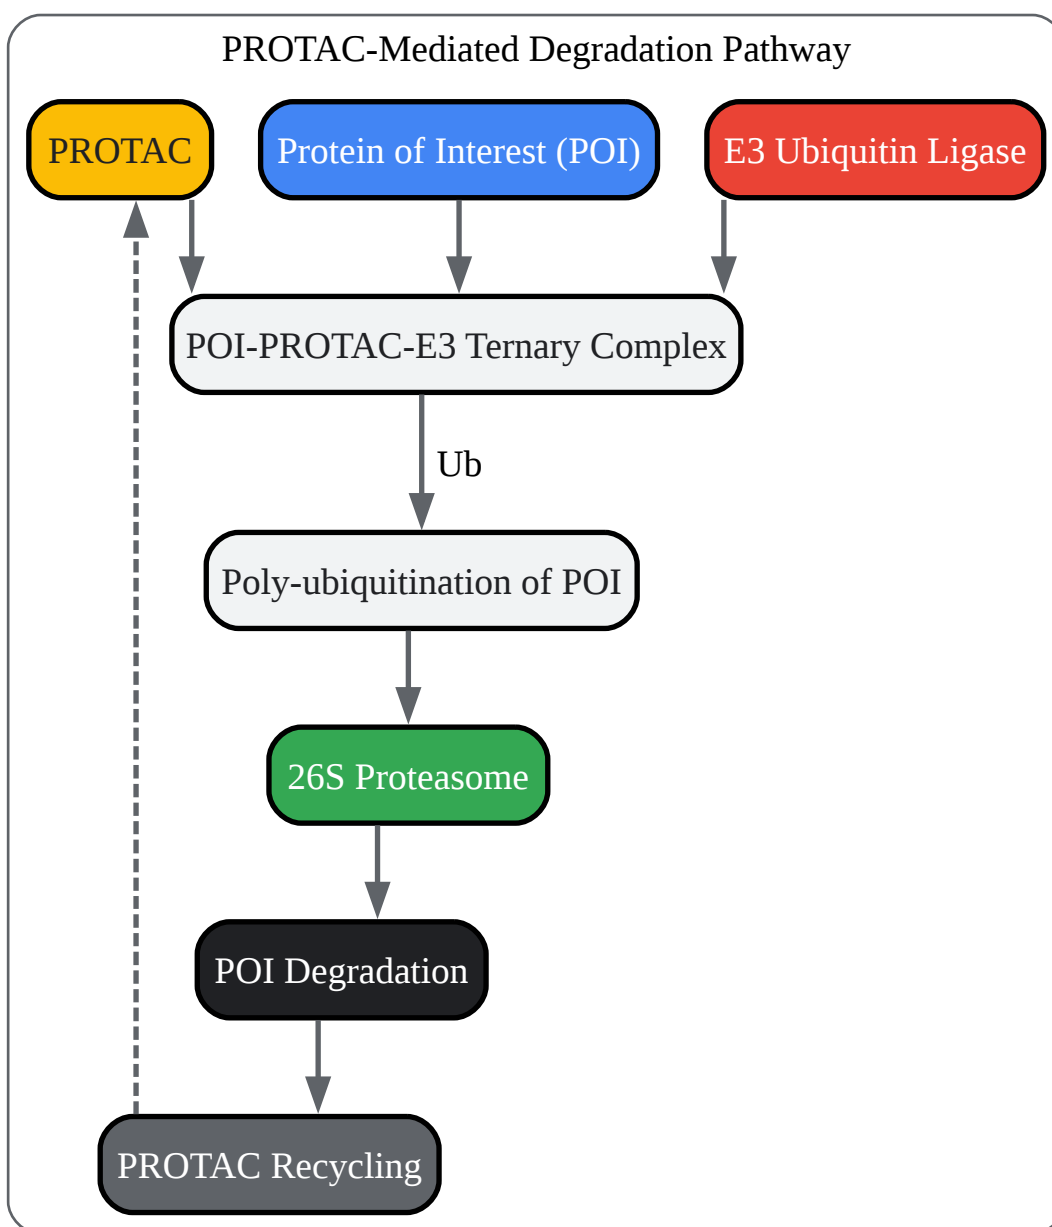 PROTAC-Mediated Degradation Pathway
PROTAC
Protein of Interest (POI)
E3 Ubiquitin Ligase
POI-PROTAC-E3 Ternary Complex
Ub
Poly-ubiquitination of POI
26S Proteasome
POI Degradation
PROTAC Recycling